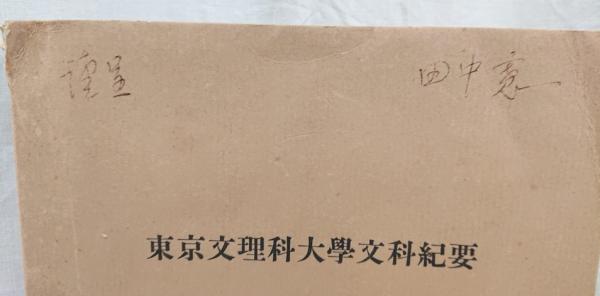 謹呈 田中寛一
東京文理科大學文科紀要